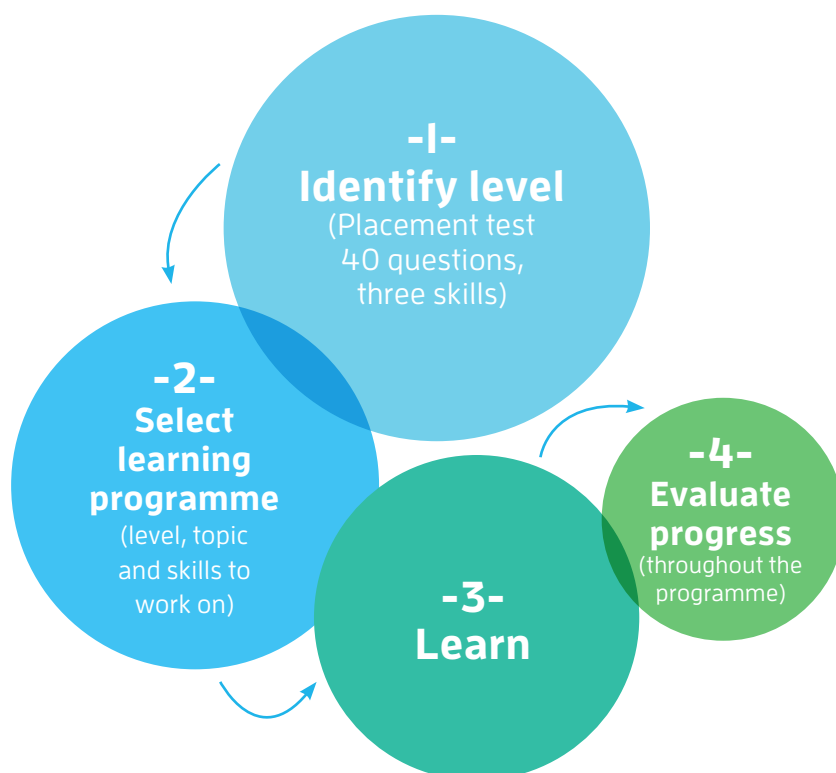 -1-
Identify level
(Placement test
40 questions,
three skills)
-2-
Select
learning
programme
(level, topic
and skills to
work on)
-3-
Learn
-4-
Evaluate
progress
(throughout the
programme)